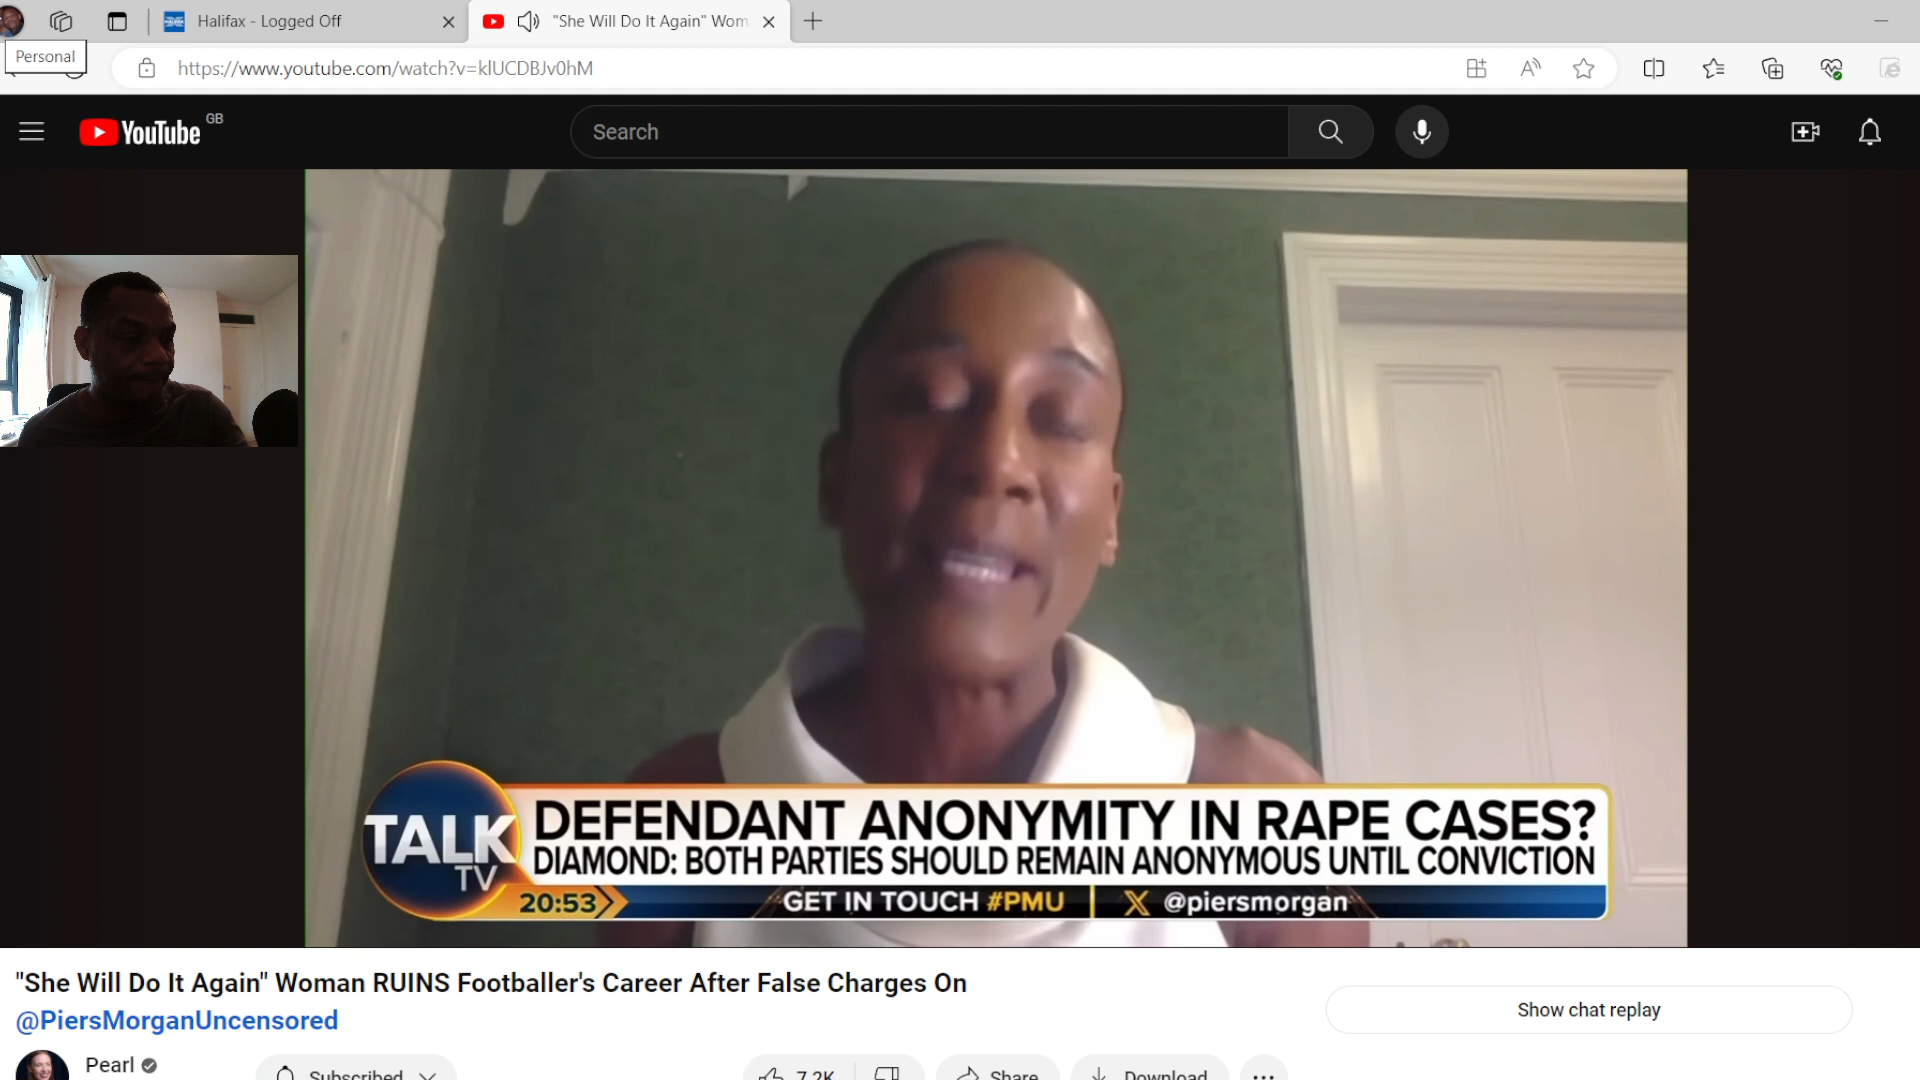 Halifax - Logged Off
"She Will Do It Again" Wom
Personal
https://www.youtube.com/watch?v=klUCDBJv0hM
YouTube GB
Search
TALK TV
DEFENDANT ANONYMITY IN RAPE CASES?
DIAMOND: BOTH PARTIES SHOULD REMAIN ANONYMOUS UNTIL CONVICTION
20:53 GET IN TOUCH #PMU | X @piersmorgan
"She Will Do It Again" Woman RUINS Footballer's Career After False Charges On
@PiersMorganUncensored
Show chat replay
Pearl
Subscribed 7.2K Share Download